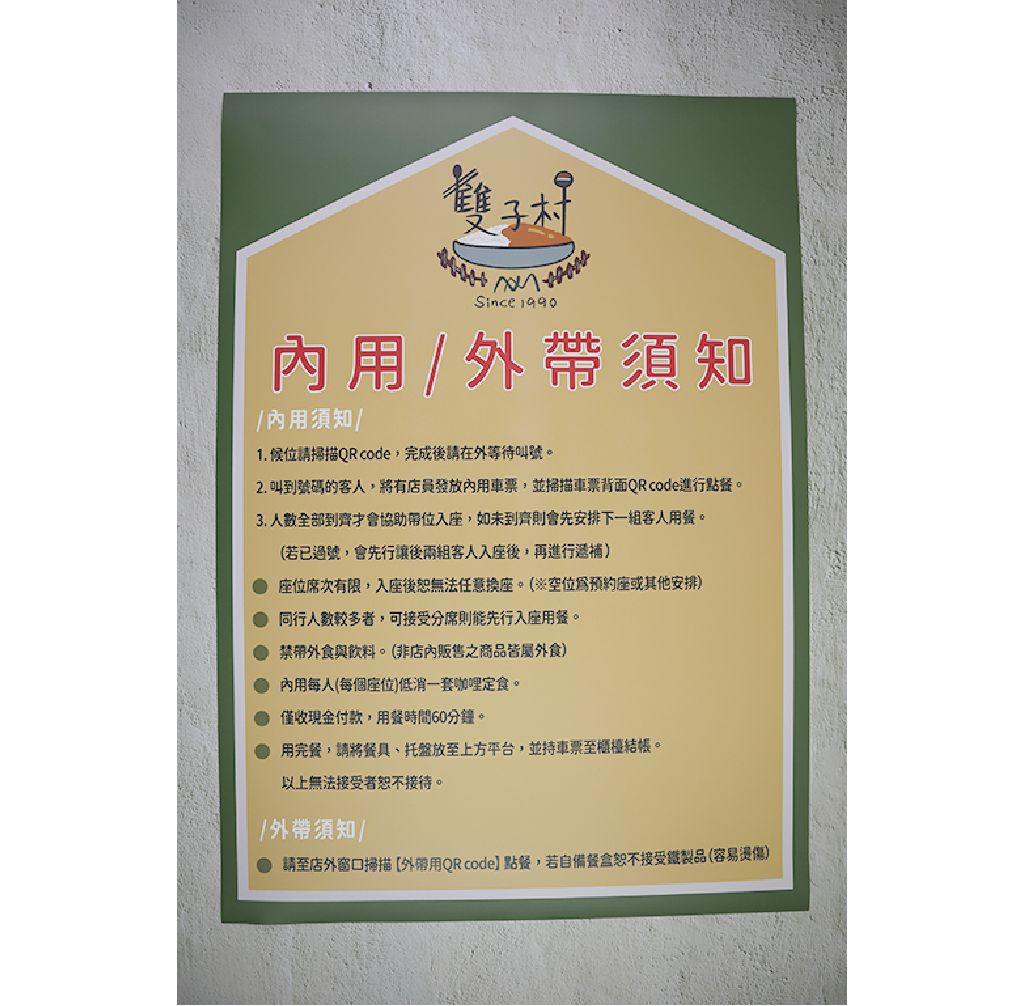 雙子村
Since 1990
內用/外帶須知
/內用須知/
1. 候位請掃描QR code，完成後請在外等待叫號。
2. 叫到號碼的客人，將有店員發放內用車票，並掃描車票背面QR code進行點餐。
3. 人數全部到齊才會協助帶位入座，如未到齊則會先安排下一組客人用餐。
（若已過號，會先行讓後兩組客人入座後，再進行遞補）
座位席次有限，入座後恕無法任意換座。(※空位為預約座或其他安排)
同行人數較多者，可接受分席則能先行入座用餐。
禁帶外食與飲料。(非店內販售之商品皆屬外食)
內用每人(每個座位)低消一套咖哩定食。
僅收現金付款，用餐時間60分鐘。
用完餐，請將餐具、托盤放至上方平台，並持車票至櫃檯結帳。
以上無法接受者恕不接待。
/外帶須知/
請至店外窗口掃描【外帶用QR code】點餐，若自備餐盒恕不接受鐵製品(容易燙傷)